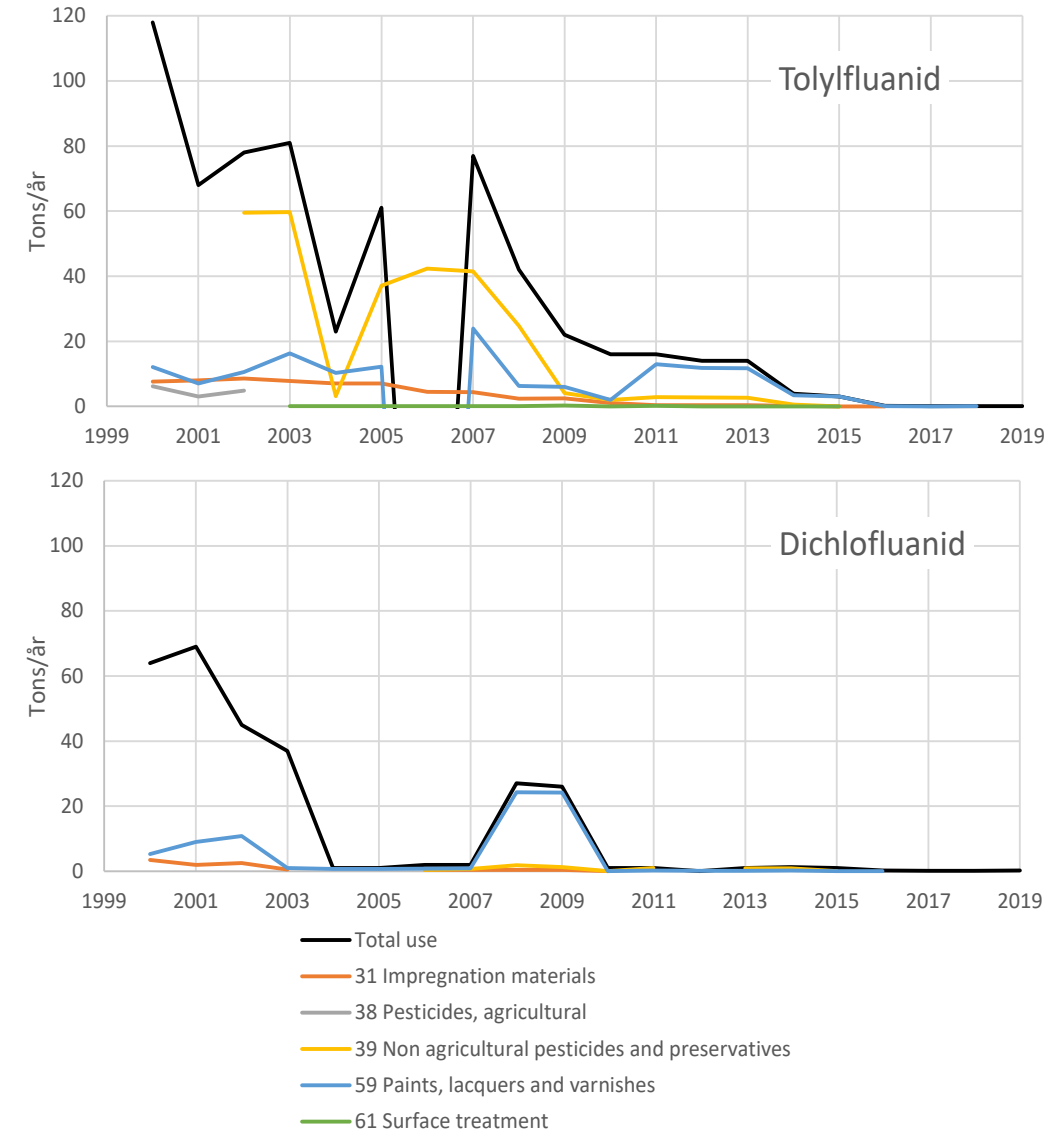 120
100
80
60
40
20
0
Tons/år
Tolylfluanid
1999 2001 2003 2005 2007 2009 2011 2013 2015 2017 2019
120
100
80
60
40
20
0
Tons/år
Dichlofluanid
1999 2001 2003 2005 2007 2009 2011 2013 2015 2017 2019
Total use
31 Impregnation materials
38 Pesticides, agricultural
39 Non agricultural pesticides and preservatives
59 Paints, lacquers and varnishes
61 Surface treatment